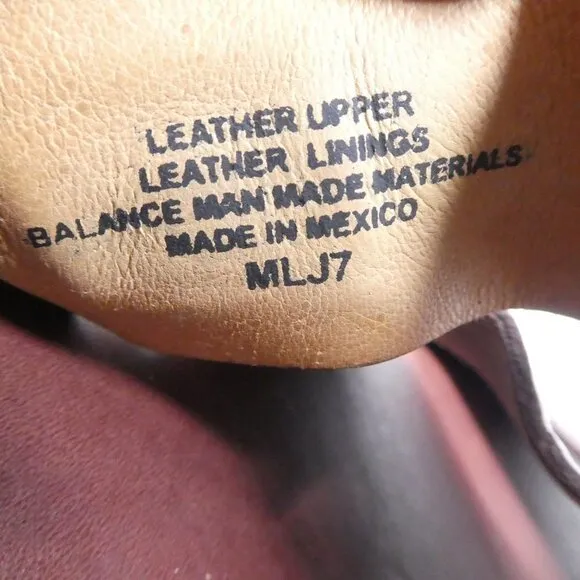 LEATHER UPPER
LEATHER LININGS
BALANCE MAN MADE MATERIALS
MADE IN MEXICO
MLJ7